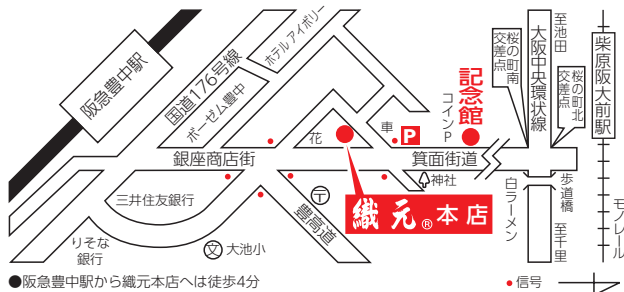 阪急豊中駅
国道176号線
ボーゼム豊中
ホテルアイボリー
花
車
P
コインP
記念館
桜の町南
交差点
至池田
大阪中央環状線
桜の町北
交差点
柴原阪大前駅
銀座商店街
箕面街道
神社
白ラーメン
歩道橋
至千里
モノレール
三井住友銀行
りそな
銀行
文
大池小
〒
豊高道
織元®本店
●阪急豊中駅から織元本店へは徒歩4分
●信号